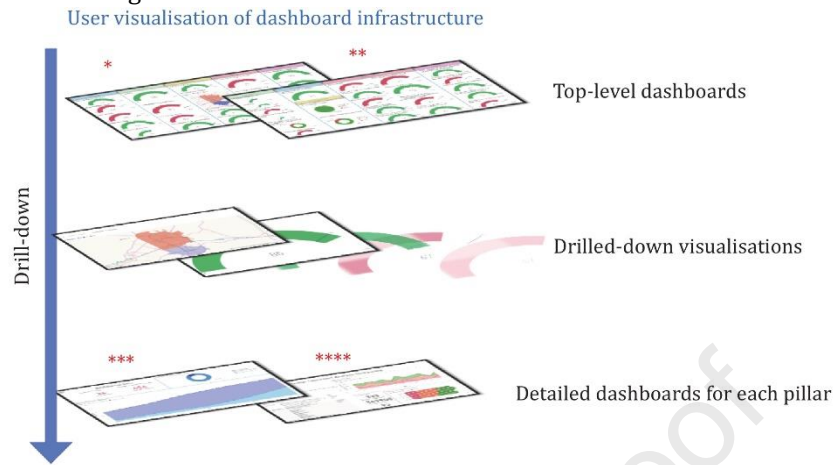 User visualisation of dashboard infrastructure
*
**
Top-level dashboards
Drill-down
Drilled-down visualisations
***
****
Detailed dashboards for each pillar